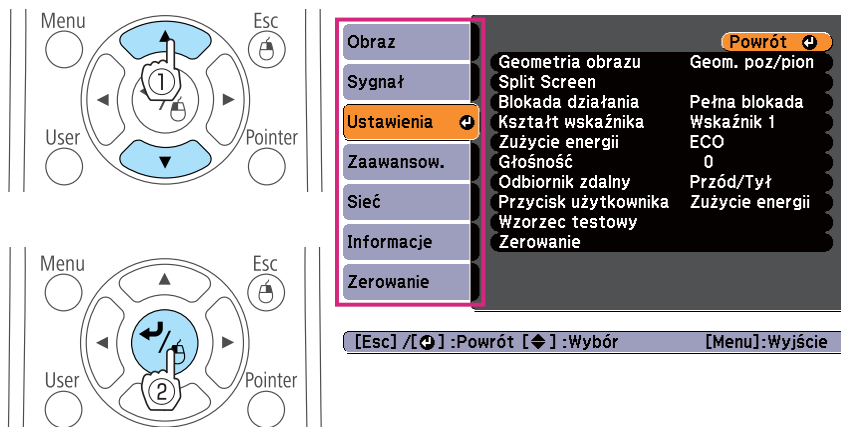 Menu
Esc
1
User
Pointer
Menu
Esc
User
Pointer
2
Obraz
Sygnał
Ustawienia
Zaawansow.
Sieć
Informacje
Zerowanie
Powrót
Geometria obrazu Geom. poz/pion
Split Screen
Blokada działania Pełna blokada
Kształt wskaźnika Wskaźnik 1
Zużycie energii ECO
Głośność 0
Odbiornik zdalny Przód/Tył
Przycisk użytkownika Zużycie energii
Wzorzec testowy
Zerowanie
[Esc] /[⏎] :Powrót [◆] :Wybór [Menu]:Wyjście